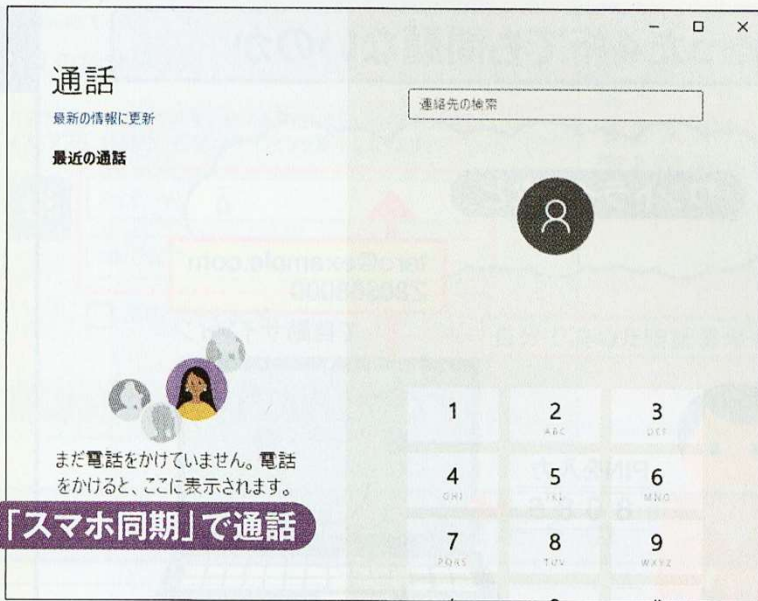 通話
最新の情報に更新
最近の通話
連絡先の検索
まだ電話をかけていません。電話
をかけると、ここに表示されます。
「スマホ同期」で通話
1
2
ABC
3
DEF
4
GHI
5
JKL
6
MNO
7
PQRS
8
TUV
9
WXYZ